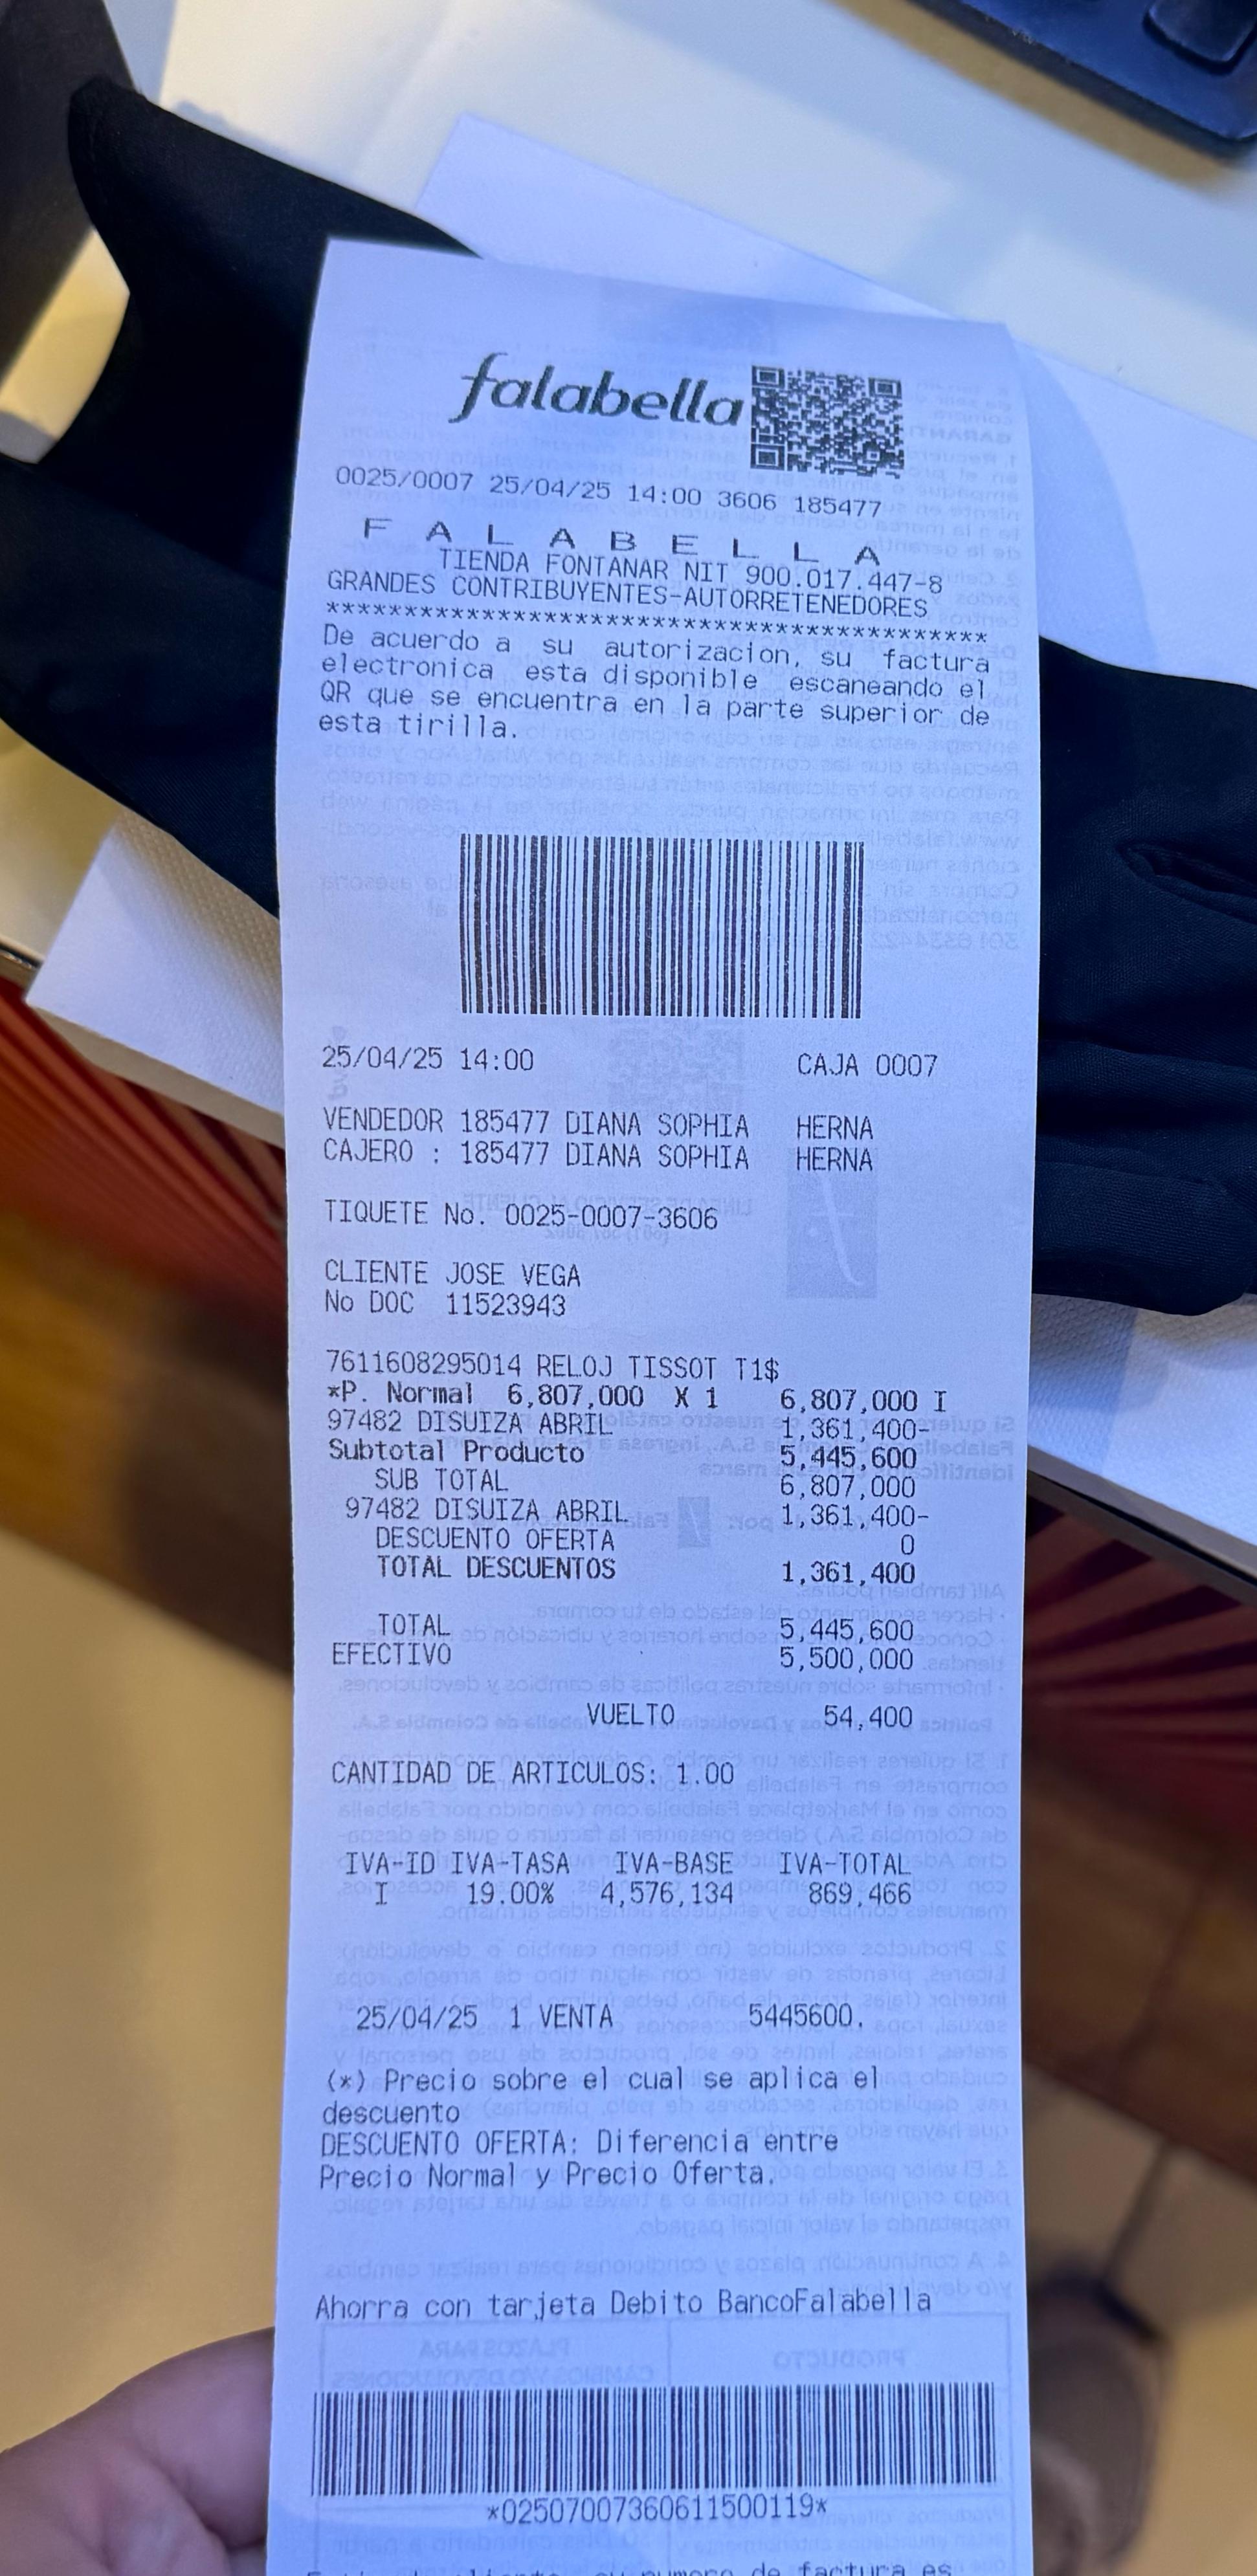 falabella
0025/0007 25/04/25 14:00 3606 185477
F A L A B E L L A
TIENDA FONTANAR NIT 900.017.447-8
GRANDES CONTRIBUYENTES-AUTORRETENEDORES
*******************************************
De acuerdo a su autorizacion, su factura
electronica esta disponible escaneando el
QR que se encuentra en la parte superior de
esta tirilla.
25/04/25 14:00 CAJA 0007
VENDEDOR 185477 DIANA SOPHIA HERNA
CAJERO : 185477 DIANA SOPHIA HERNA
TIQUETE No. 0025-0007-3606
CLIENTE JOSE VEGA
No DOC 11523943
7611608295014 RELOJ TISSOT T1$
*P. Normal 6,807,000 X 1 6,807,000 I
97482 DISUIZA ABRIL 1,361,400-
Subtotal Producto 5,445,600
SUB TOTAL 6,807,000
97482 DISUIZA ABRIL 1,361,400-
DESCUENTO OFERTA 0
TOTAL DESCUENTOS 1,361,400
TOTAL 5,445,600
EFECTIVO 5,500,000
VUELTO 54,400
CANTIDAD DE ARTICULOS: 1.00
IVA-ID IVA-TASA IVA-BASE IVA-TOTAL
I 19.00% 4,576,134 869,466
25/04/25 1 VENTA 5445600.
(*) Precio sobre el cual se aplica el
descuento
DESCUENTO OFERTA: Diferencia entre
Precio Normal y Precio Oferta.
Ahorra con tarjeta Debito BancoFalabella
*02507007360611500119*
numero de factura es